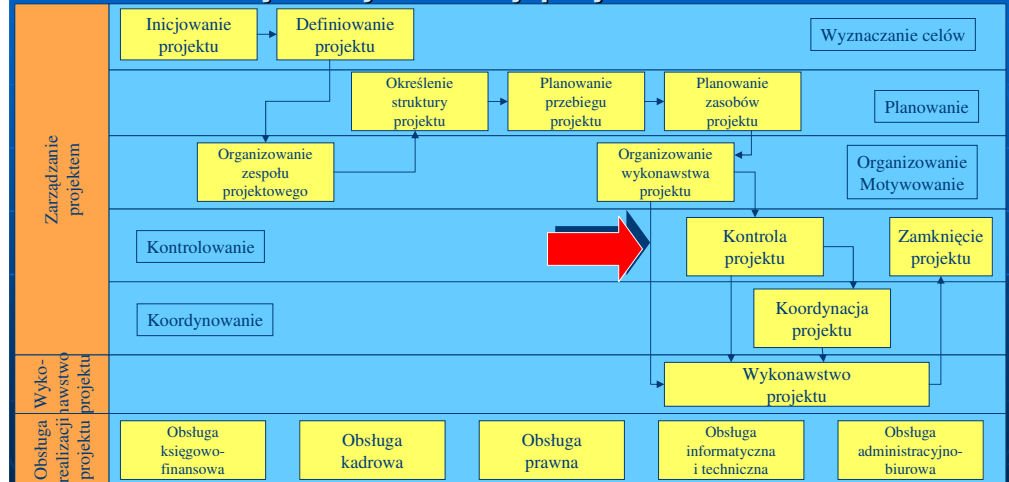 Inicjowanie
projektu
Definiowanie
projektu
Wyznaczanie celów
Określenie
struktury
projektu
Planowanie
przebiegu
projektu
Planowanie
zasobów
projektu
Planowanie
Zarządzanie
projektem
Organizowanie
zespołu
projektowego
Organizowanie
wykonawstwa
projektu
Organizowanie
Motywowanie
Kontrolowanie
Kontrola
projektu
Zamknięcie
projektu
Koordynowanie
Koordynacja
projektu
Wyko-
nawstwo
projektu
Wykonawstwo
projektu
Obsługa
realizacji
projektu
Obsługa
księgowo-
finansowa
Obsługa
kadrowa
Obsługa
prawna
Obsługa
informatyczna
i techniczna
Obsługa
administracyjno-
biurowa